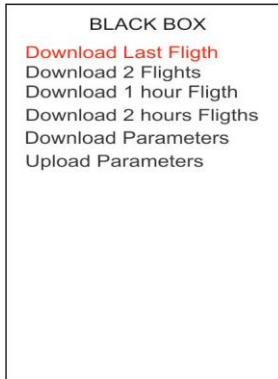 BLACK BOX
Download Last Fligth
Download 2 Flights
Download 1 hour Fligth
Download 2 hours Fligths
Download Parameters
Upload Parameters